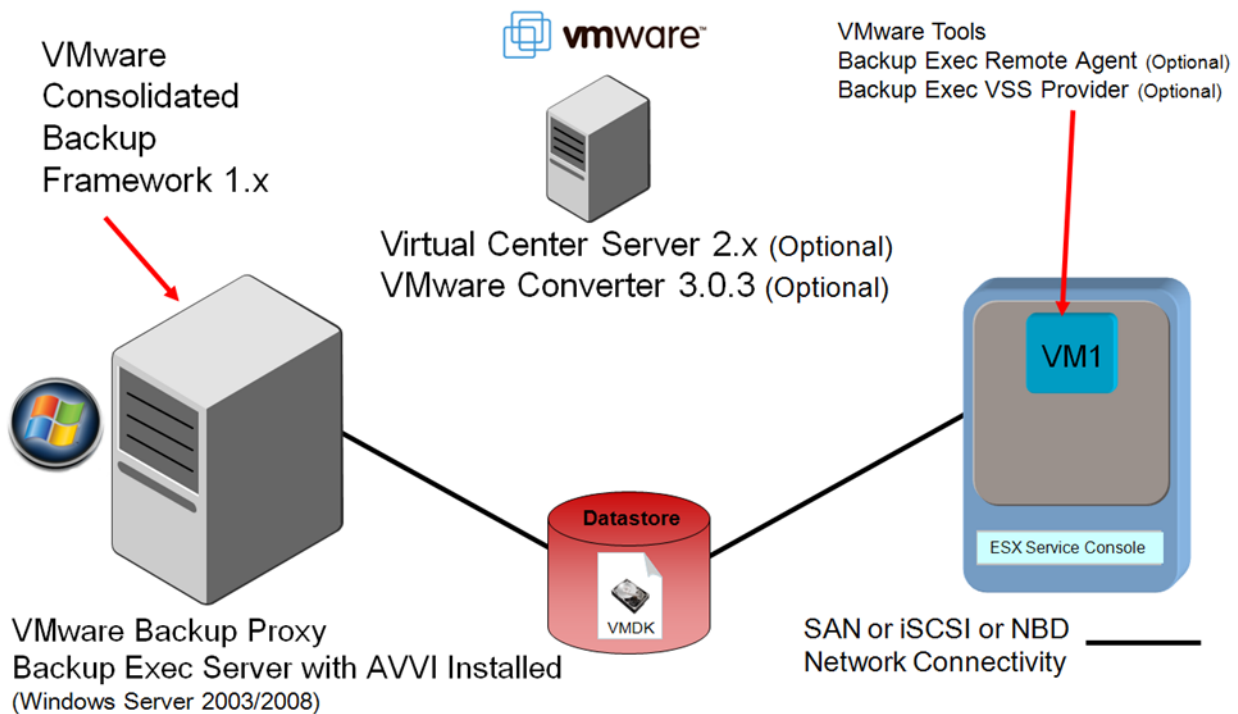 VMware
Consolidated
Backup
Framework 1.x
vmware™
VMware Tools
Backup Exec Remote Agent (Optional)
Backup Exec VSS Provider (Optional)
Virtual Center Server 2.x (Optional)
VMware Converter 3.0.3 (Optional)
VM1
ESX Service Console
Datastore
VMDK
VMware Backup Proxy
Backup Exec Server with AVVI Installed
(Windows Server 2003/2008)
SAN or iSCSI or NBD
Network Connectivity